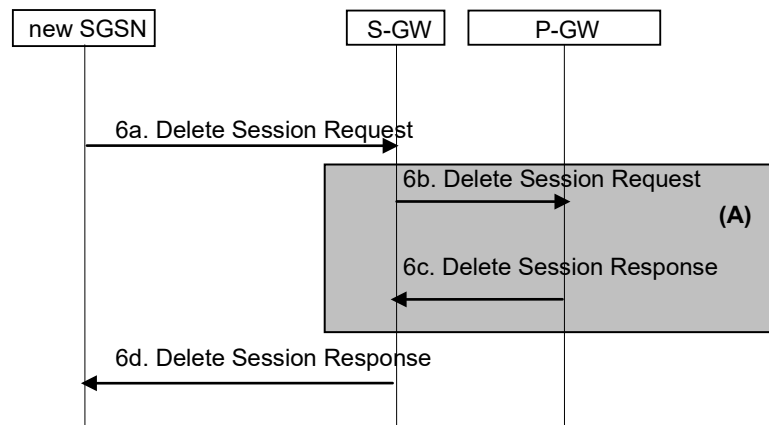 new SGSN
S-GW
P-GW
6a. Delete Session Request
6b. Delete Session Request
(A)
6c. Delete Session Response
6d. Delete Session Response